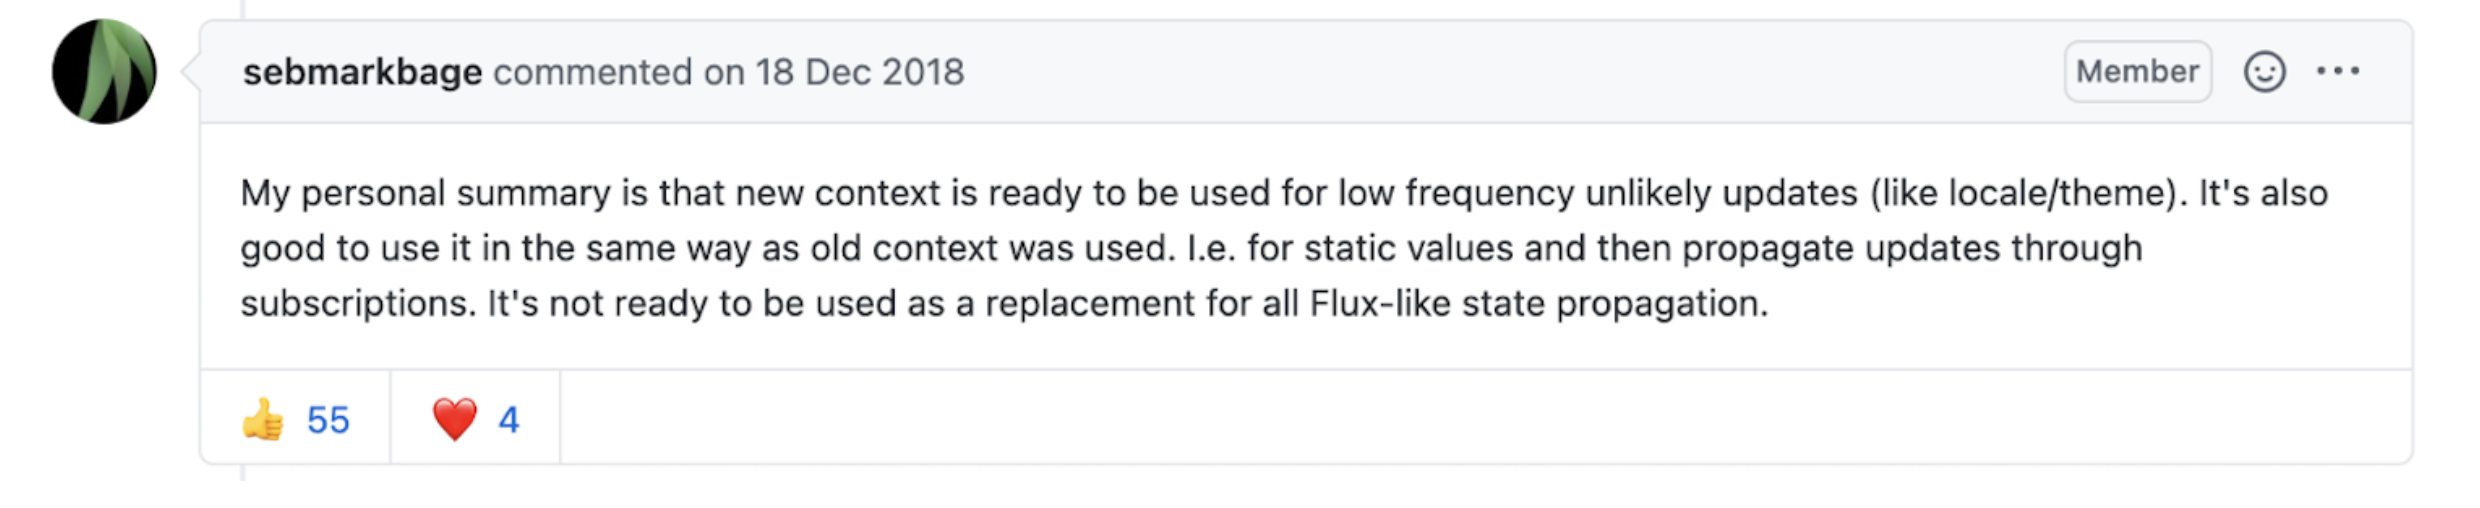 sebmarkbage commented on 18 Dec 2018 Member
My personal summary is that new context is ready to be used for low frequency unlikely updates (like locale/theme). It's also
good to use it in the same way as old context was used. I.e. for static values and then propagate updates through
subscriptions. It's not ready to be used as a replacement for all Flux-like state propagation.
👍 55 ❤️ 4